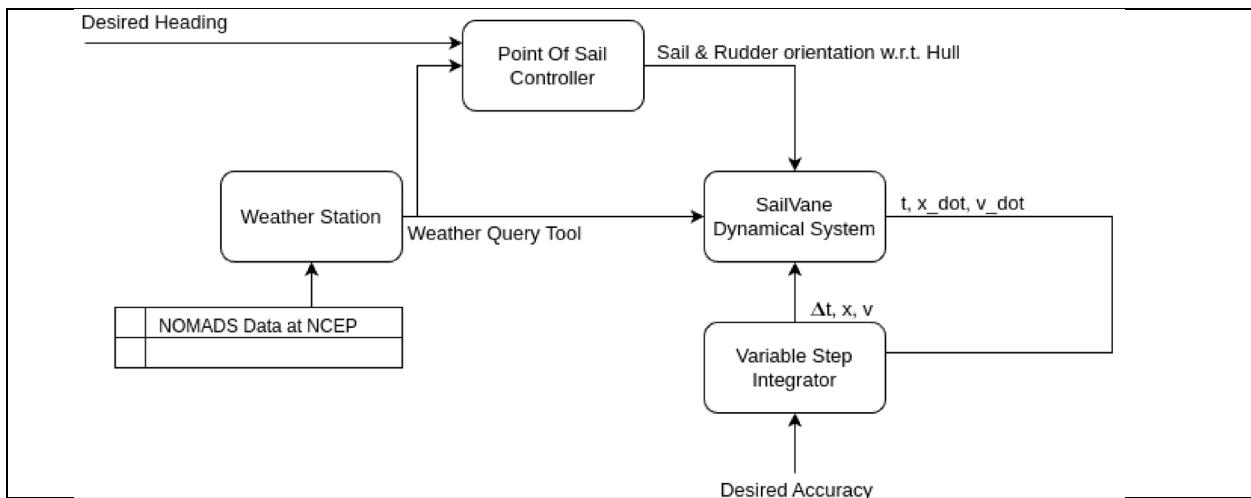 Desired Heading
Point Of Sail
Controller
Sail & Rudder orientation w.r.t. Hull
Weather Station
Weather Query Tool
SailVane
Dynamical System
t, x_dot, v_dot
NOMADS Data at NCEP
Δt, x, v
Variable Step
Integrator
Desired Accuracy